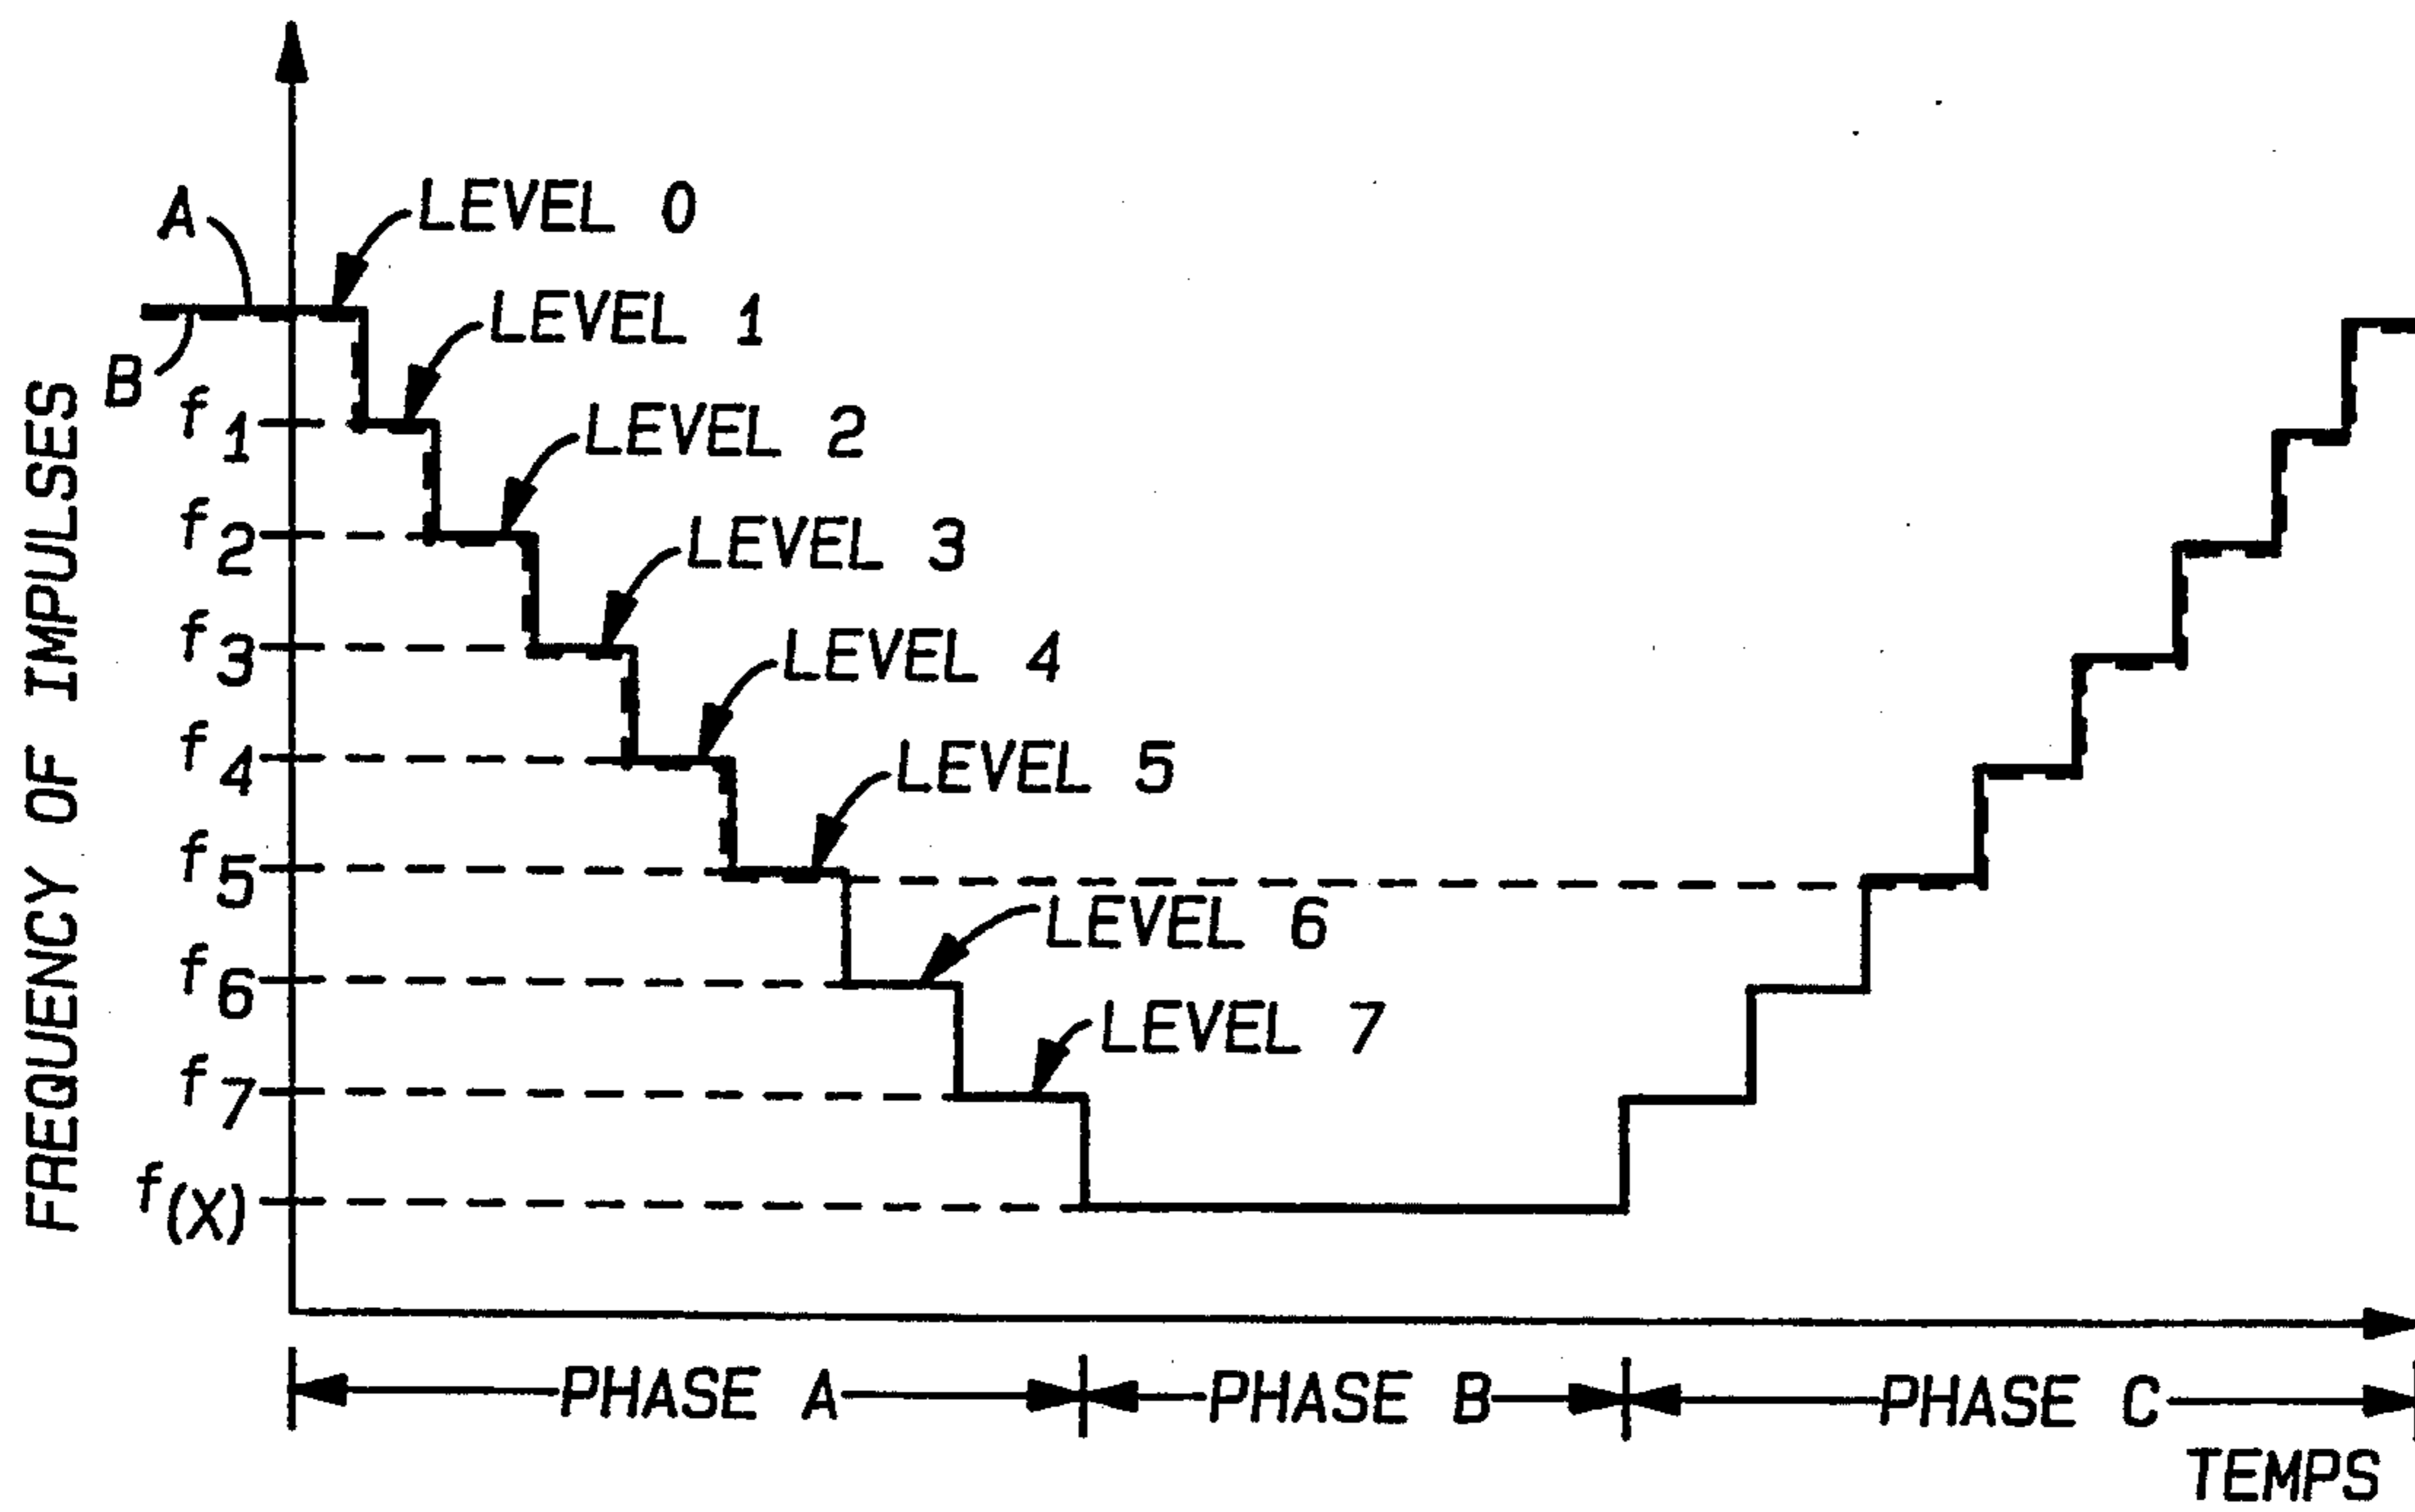 A
LEVEL 0
LEVEL 1
B
f1
LEVEL 2
f2
LEVEL 3
f3
LEVEL 4
f4
LEVEL 5
f5
LEVEL 6
f6
LEVEL 7
f7
f(X)
FREQUENCY OF IMPULSES
PHASE A
PHASE B
PHASE C
TEMPS